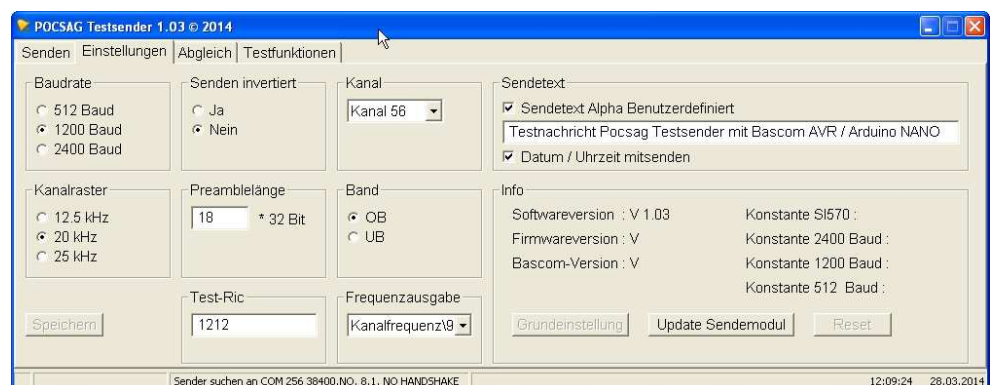 POCSAG Testsender 1.03 © 2014
Senden Einstellungen Abgleich Testfunktionen
Baudrate
512 Baud
1200 Baud
2400 Baud
Senden invertiert
Ja
Nein
Kanal
Kanal 56
Sendetext
Sendetext Alpha Benutzerdefiniert
Testnachricht Pocsag Testsender mit Bascom AVR / Arduino NANO
Datum / Uhrzeit mitsenden
Kanalraster
12.5 kHz
20 kHz
25 kHz
Preamblelänge
18 * 32 Bit
Band
OB
UB
Info
Softwareversion : V 1.03
Firmwareversion : V
Bascom-Version : V
Konstante SI570 :
Konstante 2400 Baud :
Konstante 1200 Baud :
Konstante 512 Baud :
Speichern
Test-Ric
1212
Frequenzausgabe
Kanalfrequenz\9
Grundeinstellung Update Sendemodul Reset
Sender suchen an COM 256 38400,NO, 8,1, NO HANDSHAKE 12:09:24 28.03.2014